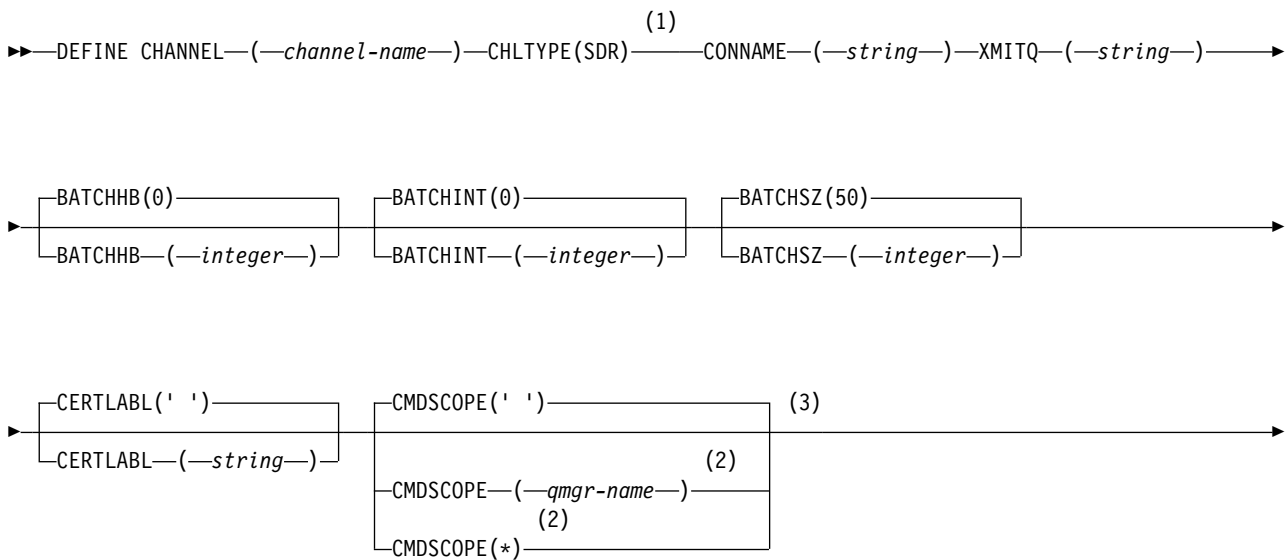 (1)
DEFINE CHANNEL ( channel-name ) CHLTYPE(SDR) CONNAME ( string ) XMITQ ( string )
BATCHHB(0) BATCHINT(0) BATCHSZ(50)
BATCHHB ( integer ) BATCHINT ( integer ) BATCHSZ ( integer )
CERTLABL(' ') CMDSCOPE(' ') (3)
CERTLABL ( string )
(2)
CMDSCOPE ( qmgr-name )
(2)
CMDSCOPE(*)